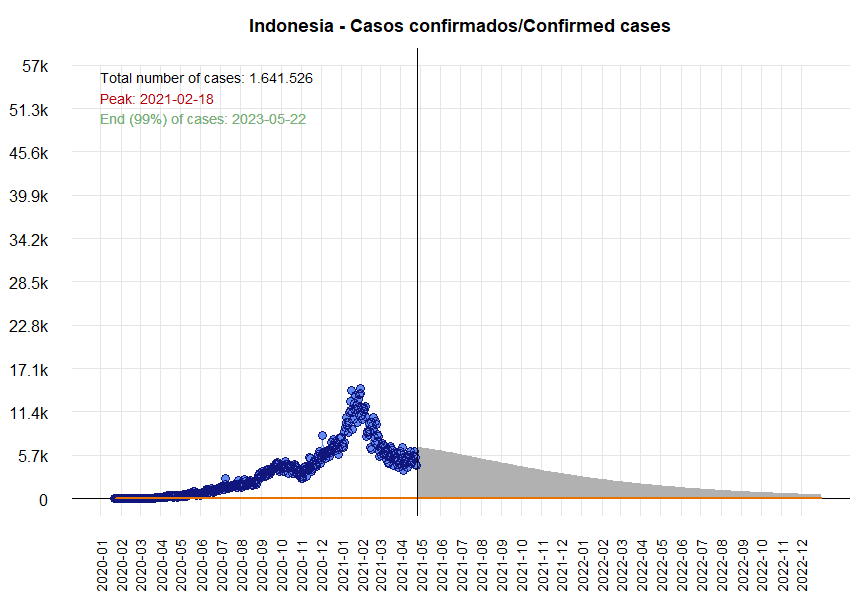 Indonesia - Casos confirmados/Confirmed cases
57k
Total number of cases: 1.641.526
Peak: 2021-02-18
End (99%) of cases: 2023-05-22
51.3k
45.6k
39.9k
34.2k
28.5k
22.8k
17.1k
11.4k
5.7k
0
2020-01
2020-02
2020-03
2020-04
2020-05
2020-06
2020-07
2020-08
2020-09
2020-10
2020-11
2020-12
2021-01
2021-02
2021-03
2021-04
2021-05
2021-06
2021-07
2021-08
2021-09
2021-10
2021-11
2021-12
2022-01
2022-02
2022-03
2022-04
2022-05
2022-06
2022-07
2022-08
2022-09
2022-10
2022-11
2022-12